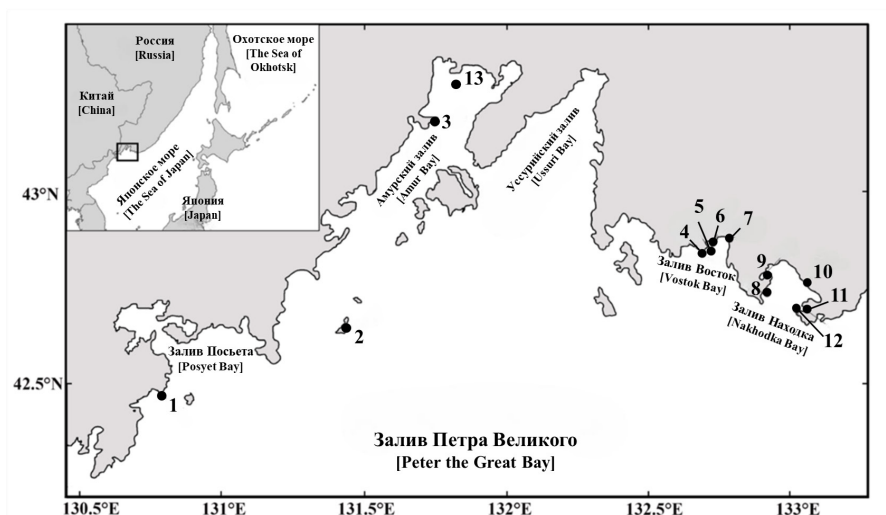 Россия
[Russia]
Охотское море
[The Sea of
Okhotsk]
Китай
[China]
Японское море
[The Sea of Japan]
Япония
[Japan]
13
3
Амурский залив
[Amur Bay]
Уссурийский залив
[Ussuri Bay]
43°N
4
5
6
7
Залив Восток
[Vostok Bay]
9
8
10
11
12
Залив Находка
[Nakhodka Bay]
2
Залив Посьета
[Posyet Bay]
42.5°N
1
Залив Петра Великого
[Peter the Great Bay]
130.5°E 131°E 131.5°E 132°E 132.5°E 133°E